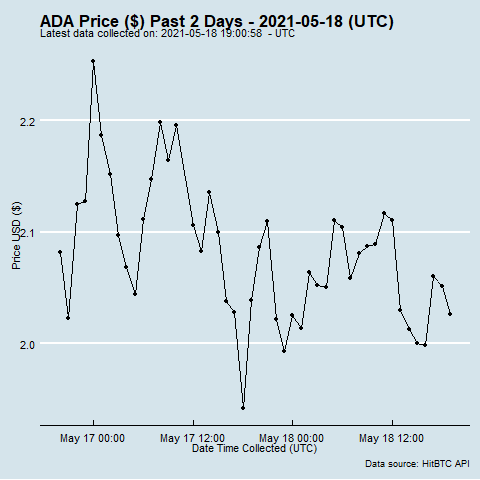 ADA Price ($) Past 2 Days - 2021-05-18 (UTC)
Latest data collected on: 2021-05-18 19:00:58 - UTC
2.2
2.1
2.0
Price USD ($)
May 17 00:00
May 17 12:00
May 18 00:00
May 18 12:00
Date Time Collected (UTC)
Data source: HitBTC API